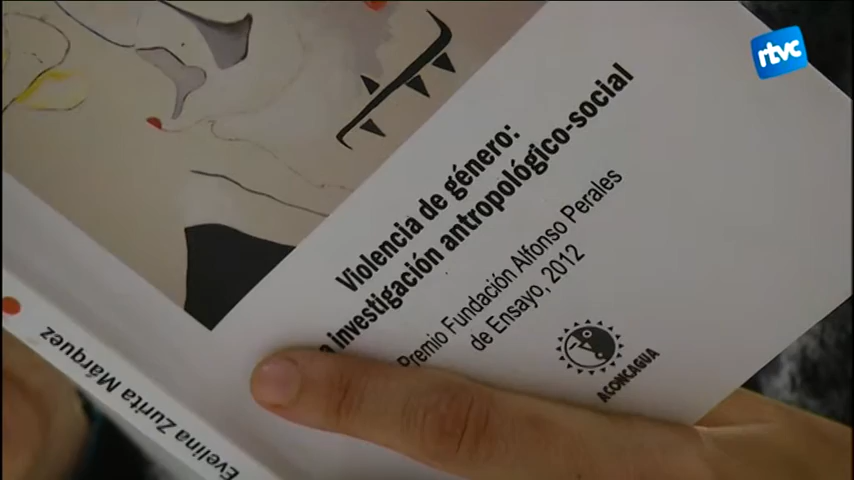 rtvc
Violencia de género:
a investigación antropológico-social
Premio Fundación Alfonso Perales
de Ensayo, 2012
ACONCAGUA
Evelina Zurita Márquez